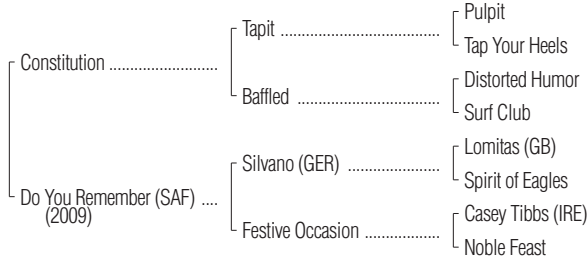 Pulpit
Tapit ................................
Tap Your Heels
Constitution ..........................
Distorted Humor
Baffled ..................................
Surf Club
Lomitas (GB)
Silvano (GER) ......................
Spirit of Eagles
Do You Remember (SAF) ....
(2009)
Casey Tibbs (IRE)
Festive Occasion ..................
Noble Feast